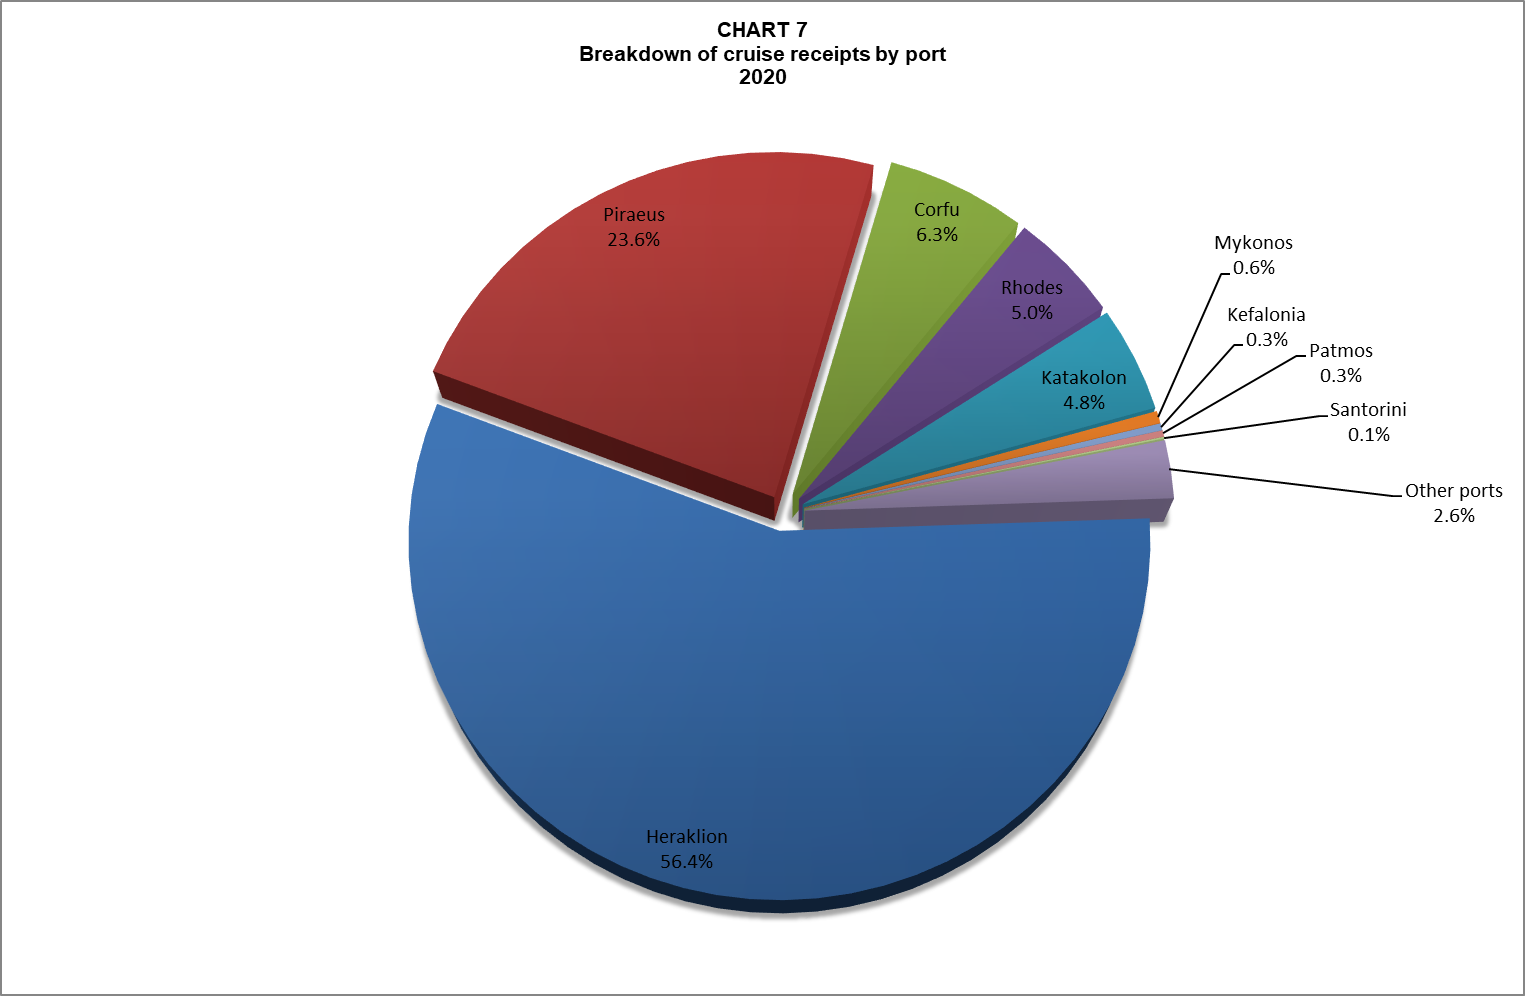 CHART 7
Breakdown of cruise receipts by port
2020
Piraeus
23.6%
Corfu
6.3%
Rhodes
5.0%
Katakolon
4.8%
Mykonos
0.6%
Kefalonia
0.3%
Patmos
0.3%
Santorini
0.1%
Other ports
2.6%
Heraklion
56.4%